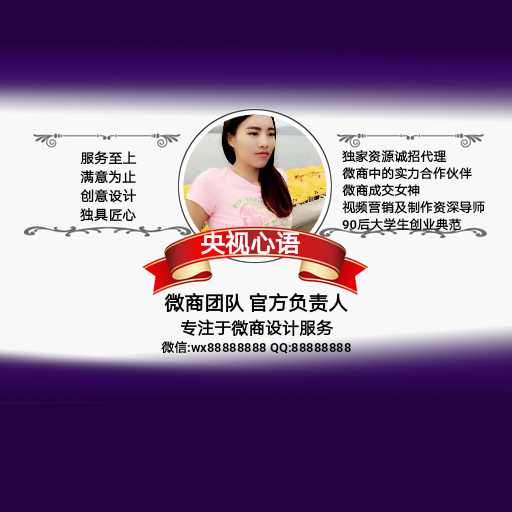 服务至上
满意为止
创意设计
独具匠心
独家资源诚招代理
微商中的实力合作伙伴
微商成交女神
视频营销及制作资深导师
90后大学生创业典范
央视心语
微商团队 官方负责人
专注于微商设计服务
微信:wx88888888 QQ:88888888